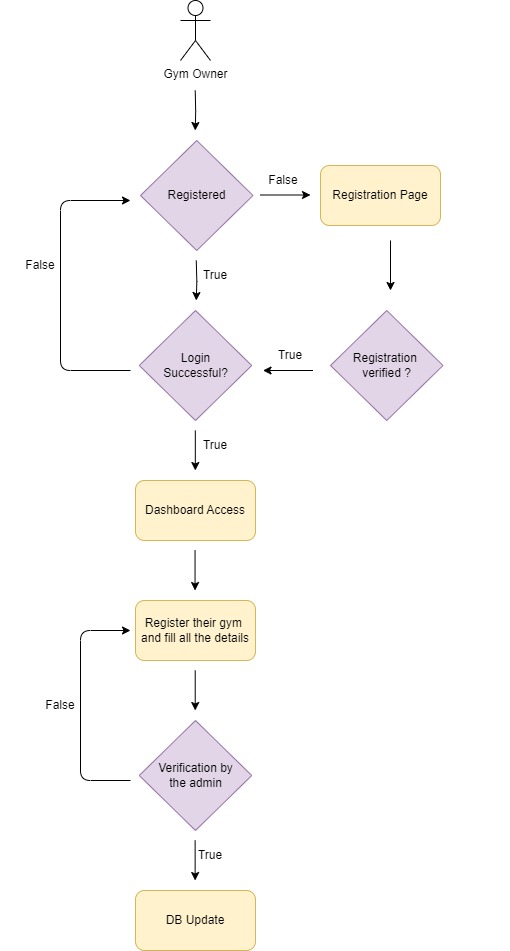 Gym Owner
Registered
False
Registration Page
False
True
Login
Successful?
True
Registration
verified ?
True
Dashboard Access
Register their gym
and fill all the details
False
Verification by
the admin
True
DB Update